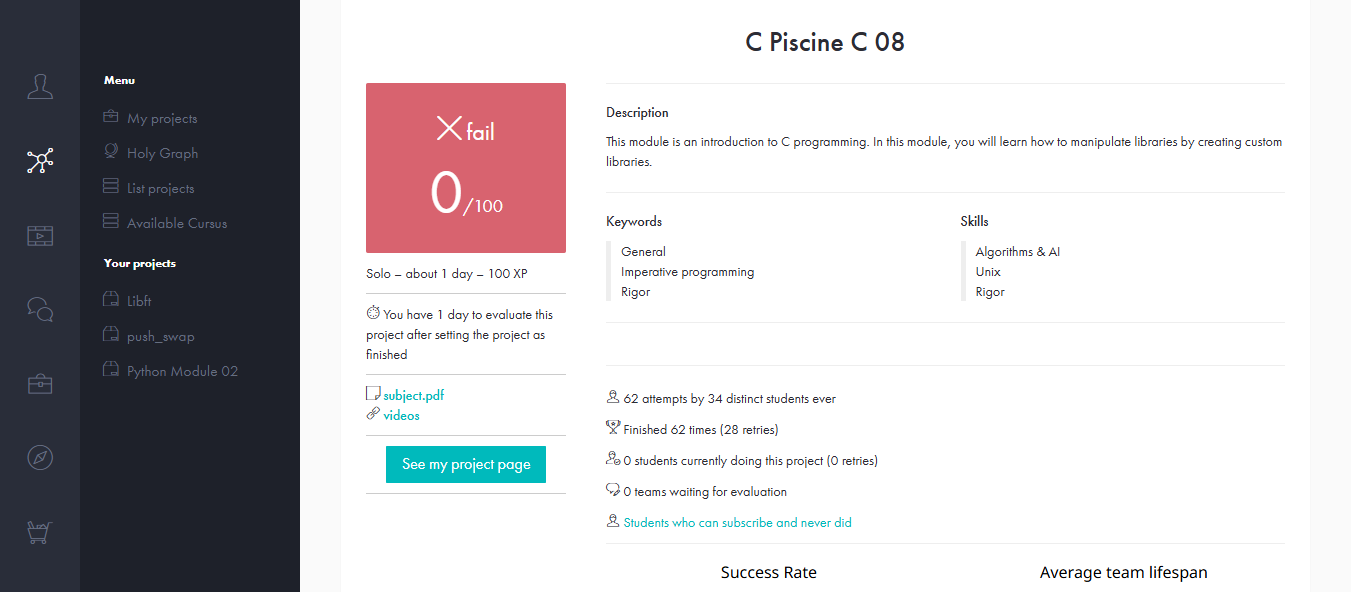 Menu
My projects
Holy Graph
List projects
Available Cursus
Your projects
Libft
push_swap
Python Module 02
C Piscine C 08
fail
0/100
Solo – about 1 day – 100 XP
You have 1 day to evaluate this
project after setting the project as
finished
subject.pdf
videos
See my project page
Description
This module is an introduction to C programming. In this module, you will learn how to manipulate libraries by creating custom
libraries.
Keywords
General
Imperative programming
Rigor
Skills
Algorithms & AI
Unix
Rigor
62 attempts by 34 distinct students ever
Finished 62 times (28 retries)
0 students currently doing this project (0 retries)
0 teams waiting for evaluation
Students who can subscribe and never did
Success Rate
Average team lifespan